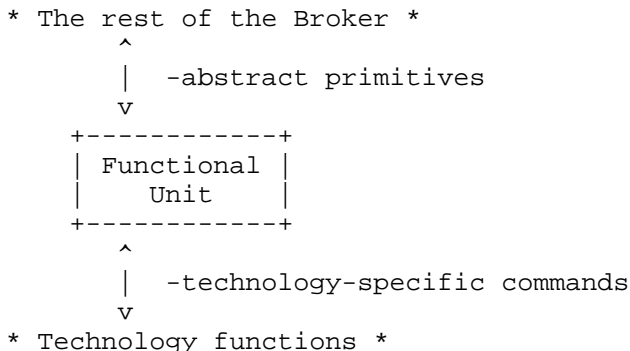 * The rest of the Broker *
^
| -abstract primitives
v
+------------+
| Functional |
| Unit |
+------------+
^
| -technology-specific commands
v
* Technology functions *